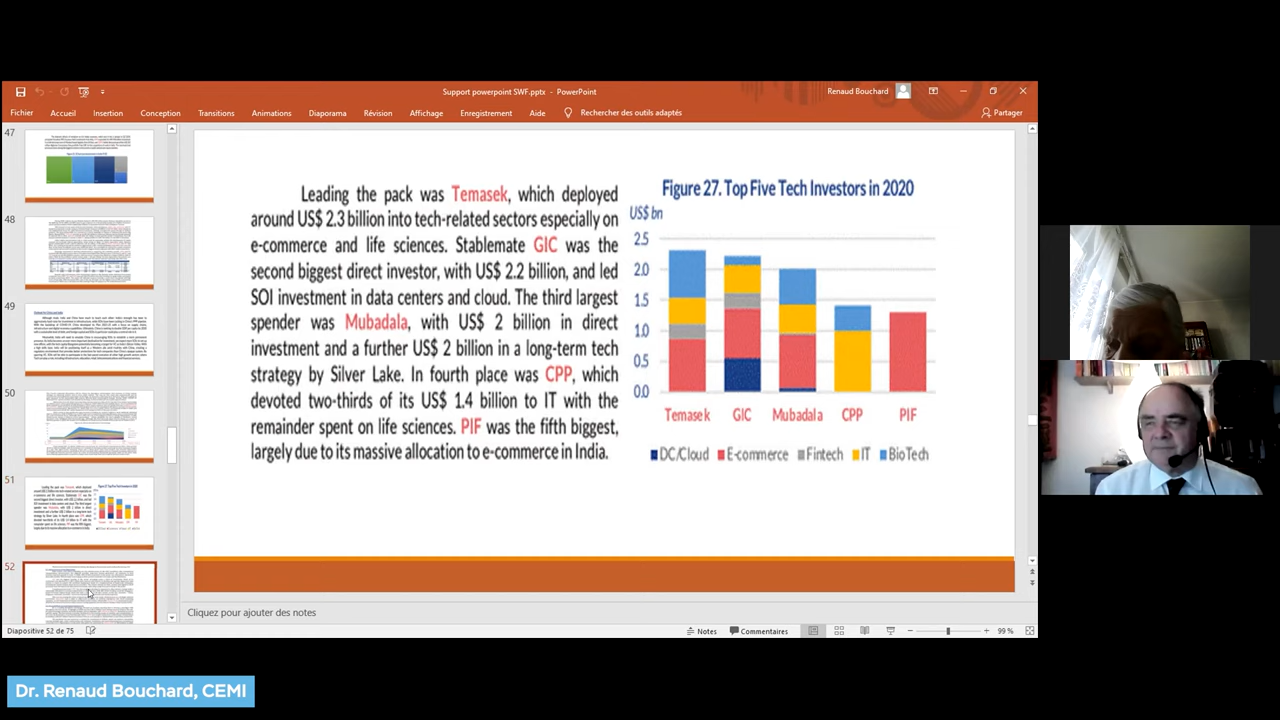 Support powerpoint SWF.pptx - PowerPoint
Renaud Bouchard
Fichier Accueil Insertion Conception Transitions Animations Diaporama Révision Affichage Enregistrement Aide Rechercher des outils adaptés Partager
47
48
49
50
51
52
Leading the pack was Temasek, which deployed
around US$ 2.3 billion into tech-related sectors especially on
e-commerce and life sciences. Stablemate GIC was the
second biggest direct investor, with US$ 2.2 billion, and led
SOI investment in data centers and cloud. The third largest
spender was Mubadala, with US$ 2 billion in direct
investment and a further US$ 2 billion in a long-term tech
strategy by Silver Lake. In fourth place was CPP, which
devoted two-thirds of its US$ 1.4 billion to IT with the
remainder spent on life sciences. PIF was the fifth biggest,
largely due to its massive allocation to e-commerce in India.
Figure 27. Top Five Tech Investors in 2020
US$ bn
2.5
2.0
1.5
1.0
0.5
0.0
Temasek GIC Mubadala CPP PIF
DC/Cloud E-commerce Fintech IT BioTech
Cliquez pour ajouter des notes
Diapositive 52 de 75 Notes Commentaires 99 %
Dr. Renaud Bouchard, CEMI